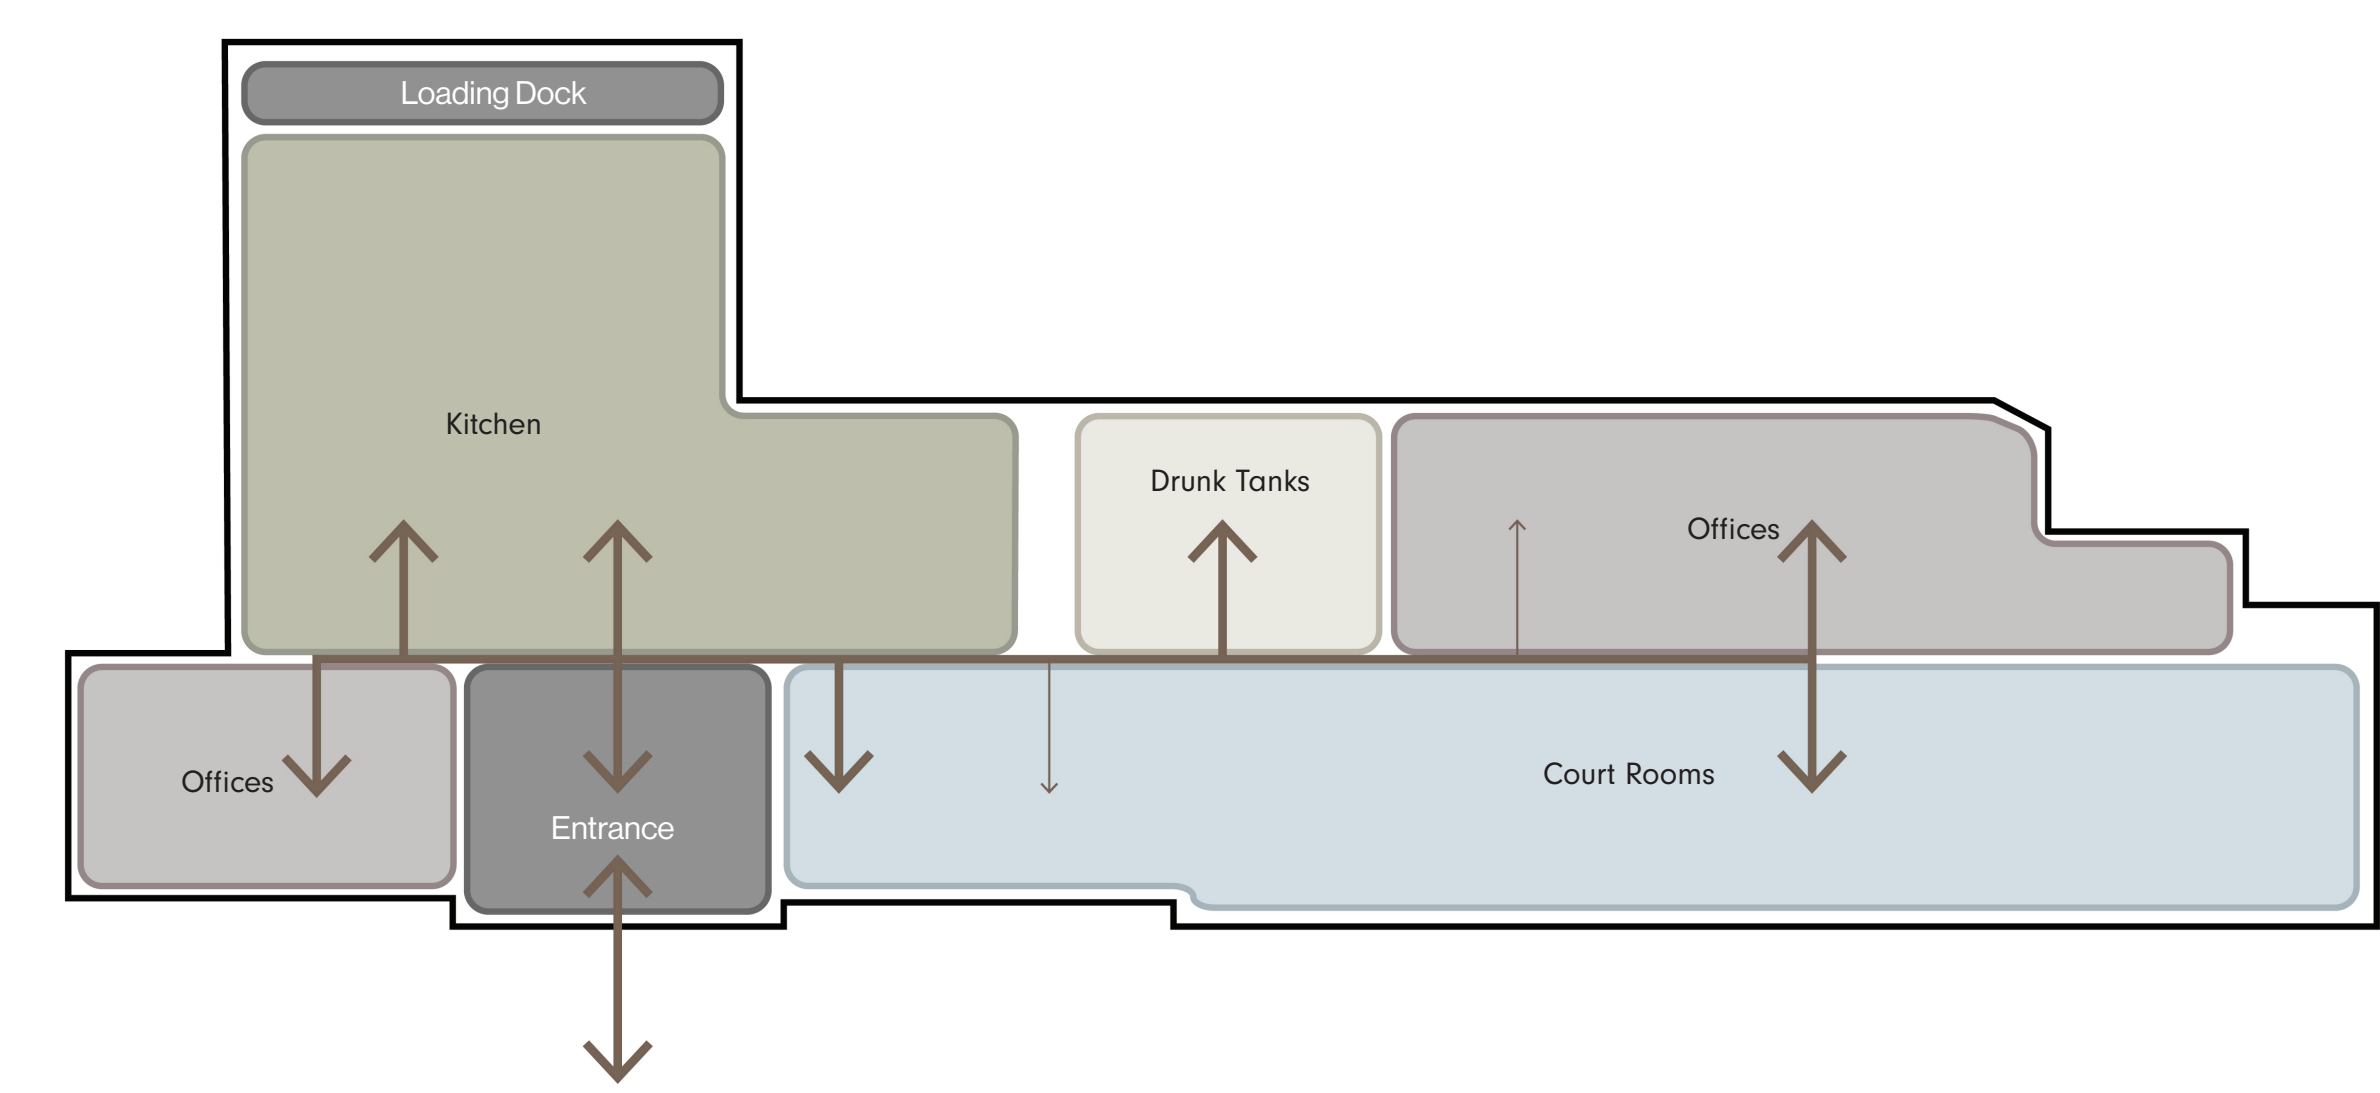 Loading Dock
Kitchen
Drunk Tanks
Offices
Offices
Entrance
Court Rooms